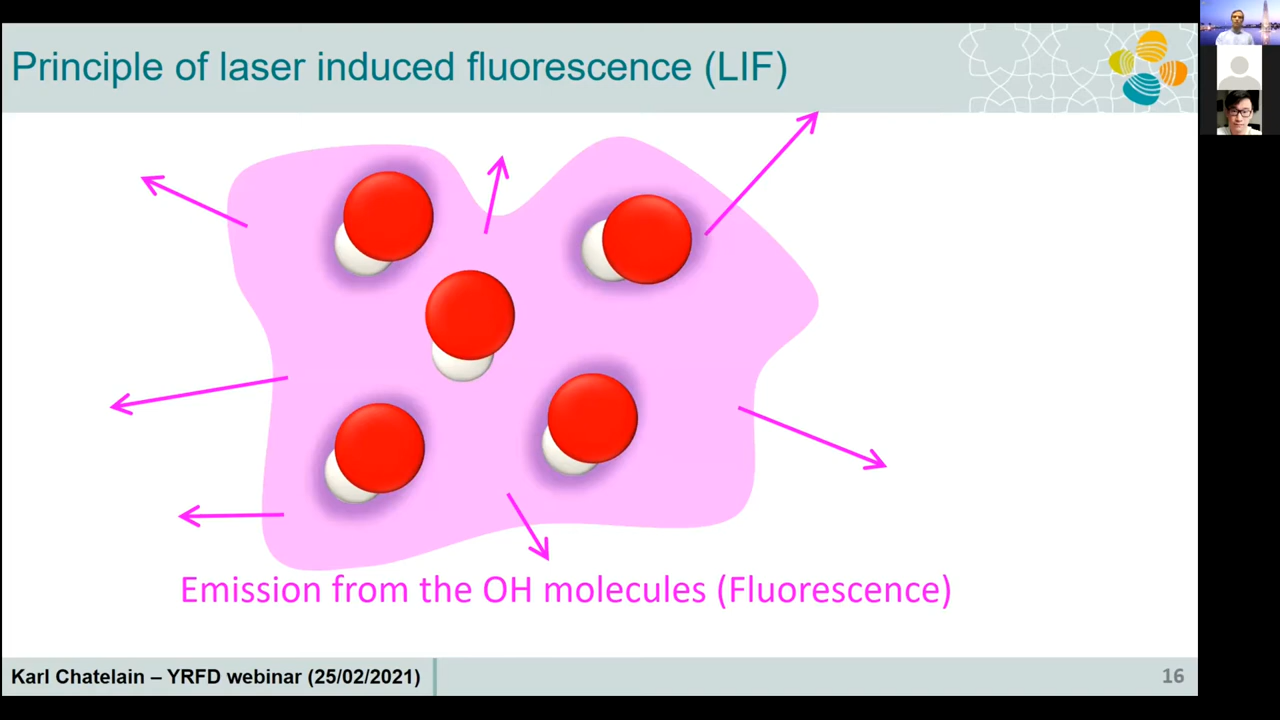 Principle of laser induced fluorescence (LIF)
Emission from the OH molecules (Fluorescence)
Karl Chatelain – YRFD webinar (25/02/2021)
16